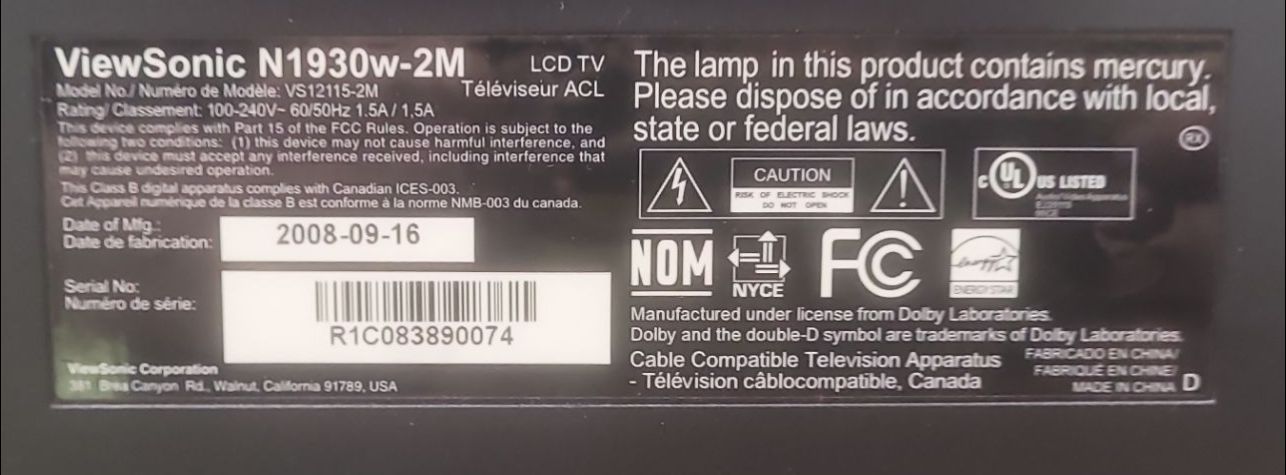 ViewSonic N1930w-2M
LCD TV
Model No./ Numéro de Modèle: VS12115-2M
Téléviseur ACL
Rating/ Classement: 100-240V~ 60/50Hz 1.5A / 1,5A
This device complies with Part 15 of the FCC Rules. Operation is subject to the
following two conditions: (1) this device may not cause harmful interference, and
(2) this device must accept any interference received, including interference that
may cause undesired operation.
This Class B digital apparatus complies with Canadian ICES-003.
Cet Appareil numérique de la classe B est conforme à la norme NMB-003 du canada.
Date of Mfg.:
Date de fabrication:
2008-09-16
Serial No:
Numéro de série:
R1C083890074
ViewSonic Corporation
381 Brea Canyon Rd., Walnut, California 91789, USA
The lamp in this product contains mercury.
Please dispose of in accordance with local,
state or federal laws.
RX
CAUTION
RISK OF ELECTRIC SHOCK
DO NOT OPEN
C UL US LISTED
Audio/Video Apparatus
NOM
NYCE
FC
energy
ENERGY STAR
Manufactured under license from Dolby Laboratories.
Dolby and the double-D symbol are trademarks of Dolby Laboratories.
Cable Compatible Television Apparatus
- Télévision câblocompatible, Canada
FABRICADO EN CHINA/
FABRIQUÉ EN CHINE/
MADE IN CHINA D